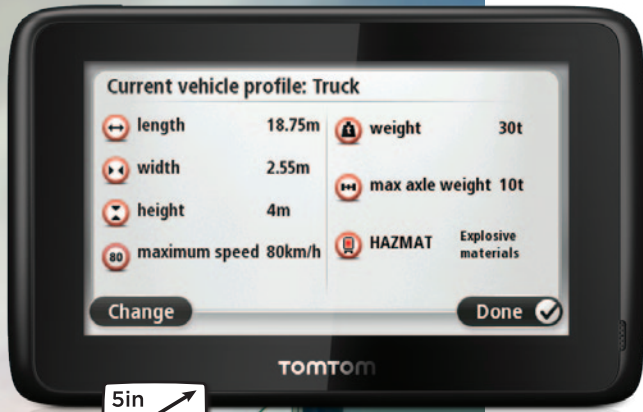 Current vehicle profile: Truck
length 18.75m
width 2.55m
height 4m
80 maximum speed 80km/h
weight 30t
max axle weight 10t
HAZMAT Explosive
materials
Change
Done
TOMTOM
5in